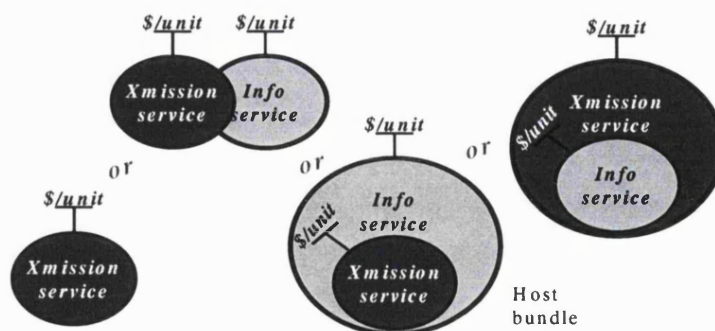 $/unit $/unit
Xmission
service
Info
service
or
$/unit
Xmission
service
or
$/unit
Info
service
$/unit
Xmission
service
Host
bundle
or
$/unit
Xmission
service
$/unit
Info
service